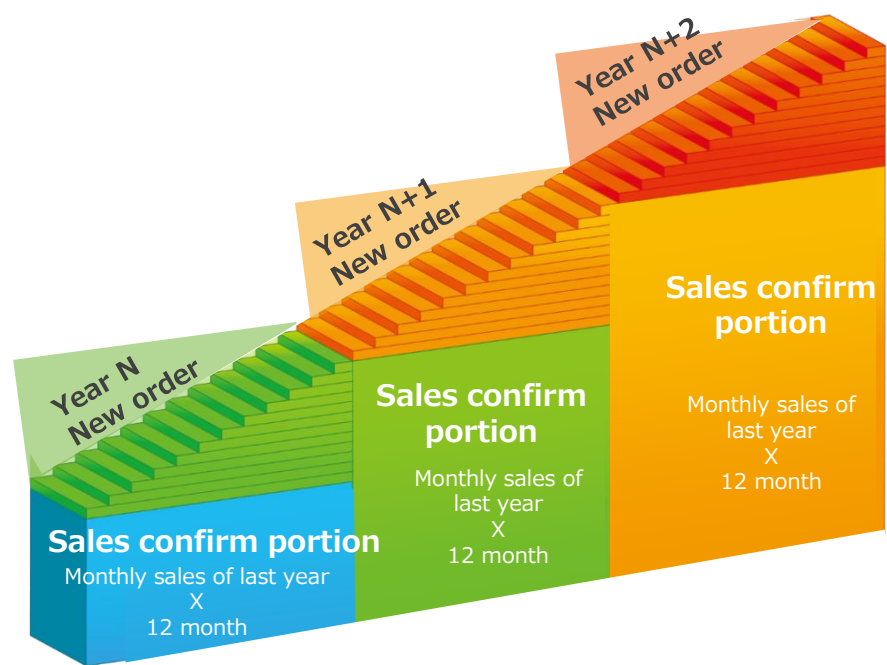 Year N
New order
Sales confirm portion
Monthly sales of last year
X
12 month
Year N+1
New order
Sales confirm
portion
Monthly sales of
last year
X
12 month
Year N+2
New order
Sales confirm
portion
Monthly sales of
last year
X
12 month